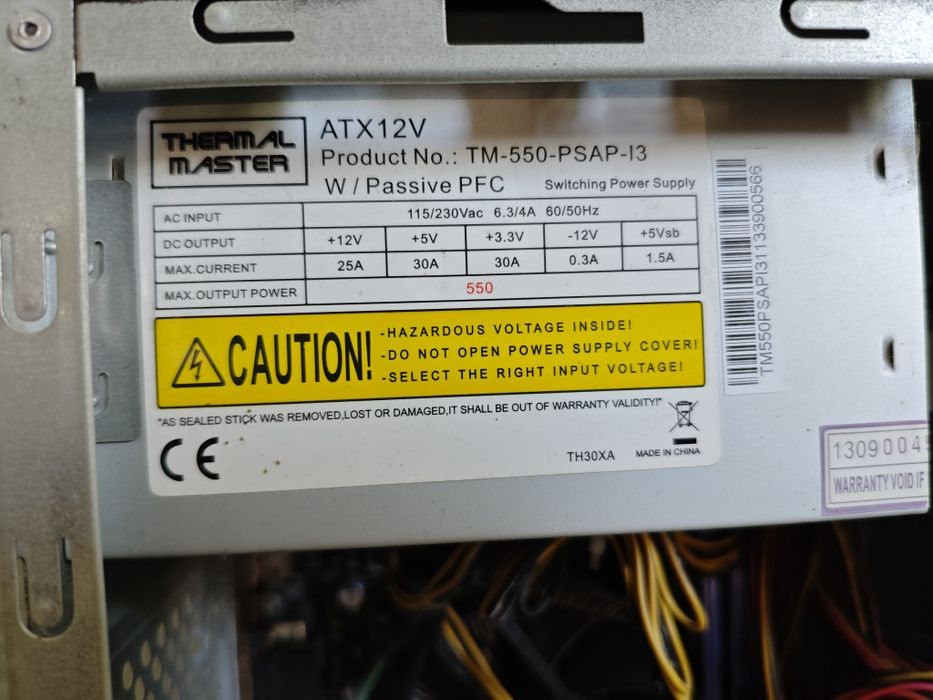 THERMAL
MASTER
ATX12V
Product No.: TM-550-PSAP-I3
W / Passive PFC Switching Power Supply
AC INPUT 115/230Vac 6.3/4A 60/50Hz
DC OUTPUT +12V +5V +3.3V -12V +5Vsb
MAX.CURRENT 25A 30A 30A 0.3A 1.5A
MAX.OUTPUT POWER 550
CAUTION!
-HAZARDOUS VOLTAGE INSIDE!
-DO NOT OPEN POWER SUPPLY COVER!
-SELECT THE RIGHT INPUT VOLTAGE!
"AS SEALED STICK WAS REMOVED,LOST OR DAMAGED,IT SHALL BE OUT OF WARRANTY VALIDITY!"
CE
TH30XA
MADE IN CHINA
TM550PSAPI31133900566
1309004
WARRANTY VOID IF